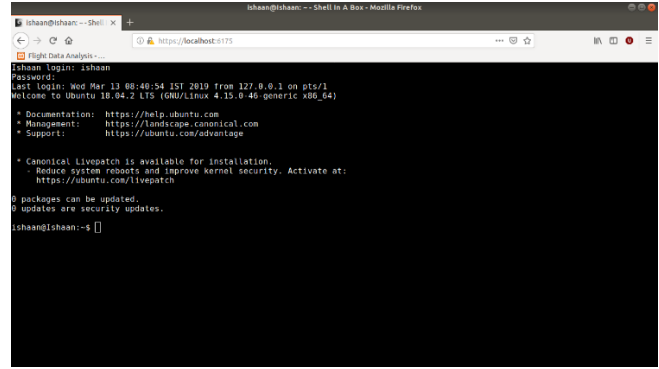 ishaan@Ishaan: ~ - Shell In A Box - Mozilla Firefox
ishaan@Ishaan: ~ - Shell
https://localhost:6175
Flight Data Analysis - ...
Ishaan login: ishaan
Password:
Last login: Wed Mar 13 08:40:54 IST 2019 from 127.0.0.1 on pts/1
Welcome to Ubuntu 18.04.2 LTS (GNU/Linux 4.15.0-46-generic x86_64)
* Documentation: https://help.ubuntu.com
* Management: https://landscape.canonical.com
* Support: https://ubuntu.com/advantage
* Canonical Livepatch is available for installation.
- Reduce system reboots and improve kernel security. Activate at:
https://ubuntu.com/livepatch
0 packages can be updated.
0 updates are security updates.
ishaan@Ishaan:~$